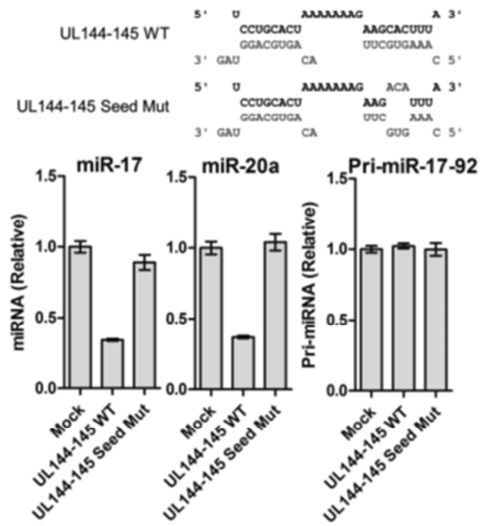 5' U AAAAAAAG A 3'
UL144-145 WT
CCUGCACU AAGCACUUU
GGACGUGA UUCGUGAAA
3' GAU CA C 5'
5' U AAAAAAAG ACA A 3'
CCUGCACU AAG UUU
UL144-145 Seed Mut
GGACGUGA UUC AAA
3' GAU CA GUG C 5'
miR-17 miR-20a Pri-miR-17-92
miRNA (Relative)
1.5
1.0
0.5
0.0
Mock
UL144-145 WT
UL144-145 Seed Mut
1.5
1.0
0.5
0.0
Mock
UL144-145 WT
UL144-145 Seed Mut
Pri-miRNA (Relative)
1.5
1.0
0.5
0.0
Mock
UL144-145 WT
UL144-145 Seed Mut